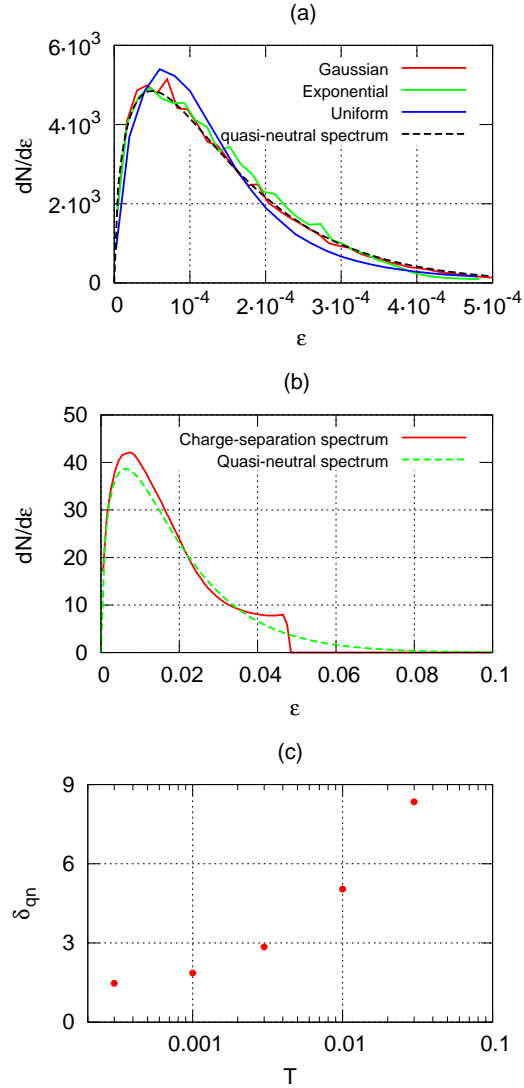 (a)
dN/dε
6·10³
4·10³
2·10³
0
Gaussian
Exponential
Uniform
quasi-neutral spectrum
0 10⁻⁴ 2·10⁻⁴ 3·10⁻⁴ 4·10⁻⁴ 5·10⁻⁴
ε
(b)
dN/dε
50
40
30
20
10
0
Charge-separation spectrum
Quasi-neutral spectrum
0 0.02 0.04 0.06 0.08 0.1
ε
(c)
δqn
9
6
3
0
0.001 0.01 0.1
T